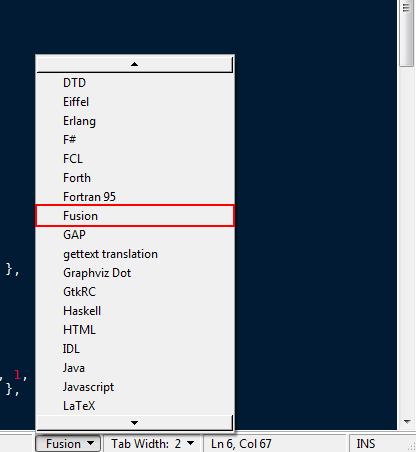 DTD
Eiffel
Erlang
F#
FCL
Forth
Fortran 95
Fusion
GAP
gettext translation
Graphviz Dot
GtkRC
Haskell
HTML
IDL
Java
Javascript
LaTeX
},
, 1,
},
Fusion Tab Width: 2 Ln 6, Col 67 INS